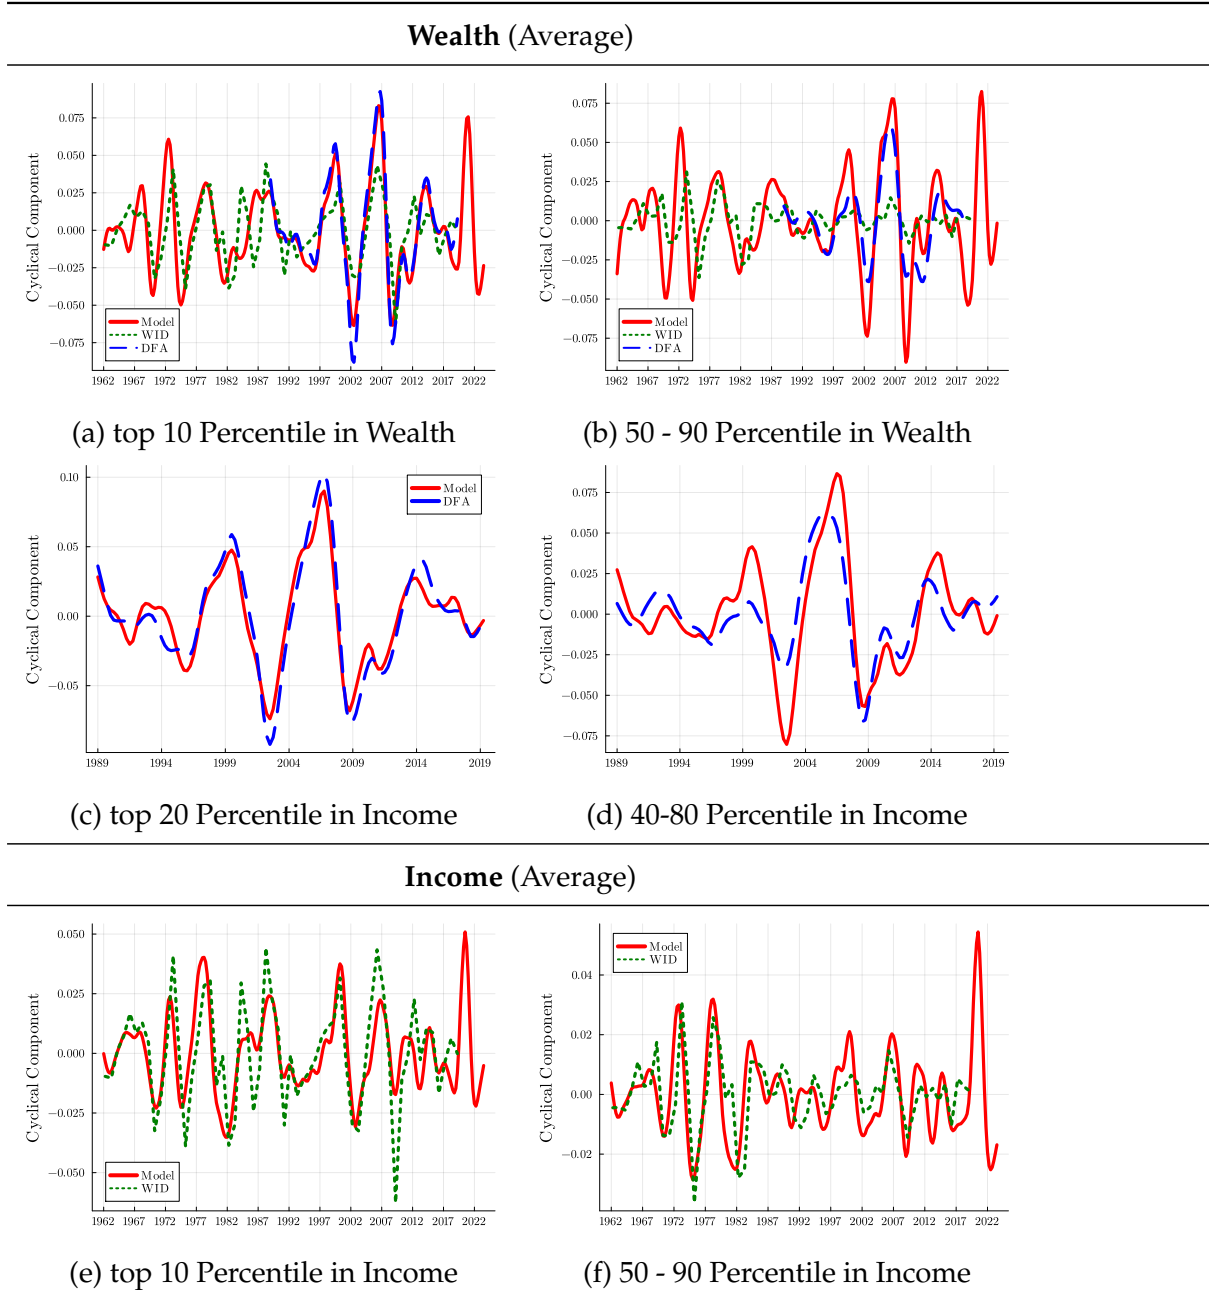 Wealth (Average)
Cyclical Component
0.075
0.050
0.025
0.000
−0.025
−0.050
−0.075
Model
WID
DFA
1962 1967 1972 1977 1982 1987 1992 1997 2002 2007 2012 2017 2022
Cyclical Component
0.075
0.050
0.025
0.000
−0.025
−0.050
−0.075
Model
WID
DFA
1962 1967 1972 1977 1982 1987 1992 1997 2002 2007 2012 2017 2022
(a) top 10 Percentile in Wealth
(b) 50 - 90 Percentile in Wealth
Cyclical Component
0.10
0.05
0.00
−0.05
Model
DFA
1989 1994 1999 2004 2009 2014 2019
Cyclical Component
0.075
0.050
0.025
0.000
−0.025
−0.050
−0.075
1989 1994 1999 2004 2009 2014 2019
(c) top 20 Percentile in Income
(d) 40-80 Percentile in Income
Income (Average)
Cyclical Component
0.050
0.025
0.000
−0.025
−0.050
Model
WID
1962 1967 1972 1977 1982 1987 1992 1997 2002 2007 2012 2017 2022
Cyclical Component
0.04
0.02
0.00
−0.02
Model
WID
1962 1967 1972 1977 1982 1987 1992 1997 2002 2007 2012 2017 2022
(e) top 10 Percentile in Income
(f) 50 - 90 Percentile in Income